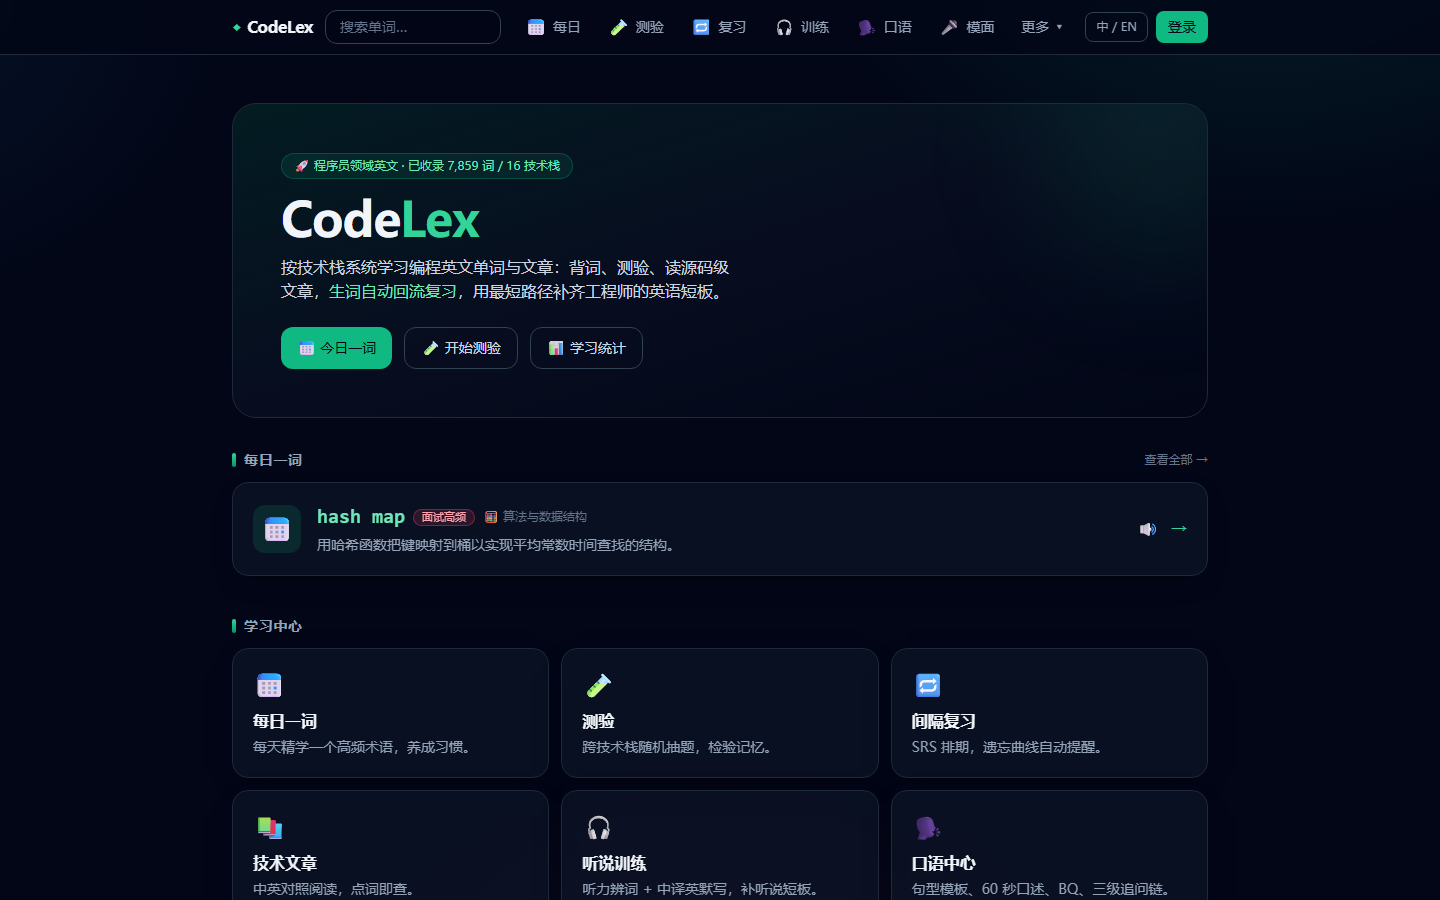 CodeLex
搜索单词...
每日
测验
复习
训练
口语
模面
更多
中 / EN
登录
程序员领域英文 · 已收录 7,859 词 / 16 技术栈
CodeLex
按技术栈系统学习编程英文单词与文章：背词、测验、读源码级
文章，生词自动回流复习，用最短路径补齐工程师的英语短板。
今日一词
开始测验
学习统计
每日一词
查看全部 →
hash map 面试高频 算法与数据结构
用哈希函数把键映射到桶以实现平均常数时间查找的结构。
学习中心
每日一词
每天精学一个高频术语，养成习惯。
测验
跨技术栈随机抽题，检验记忆。
间隔复习
SRS 排期，遗忘曲线自动提醒。
技术文章
中英对照阅读，点词即查。
听说训练
听力辨词 + 中译英默写，补听说短板。
口语中心
句型模板、60 秒口述、BQ、三级追问链。